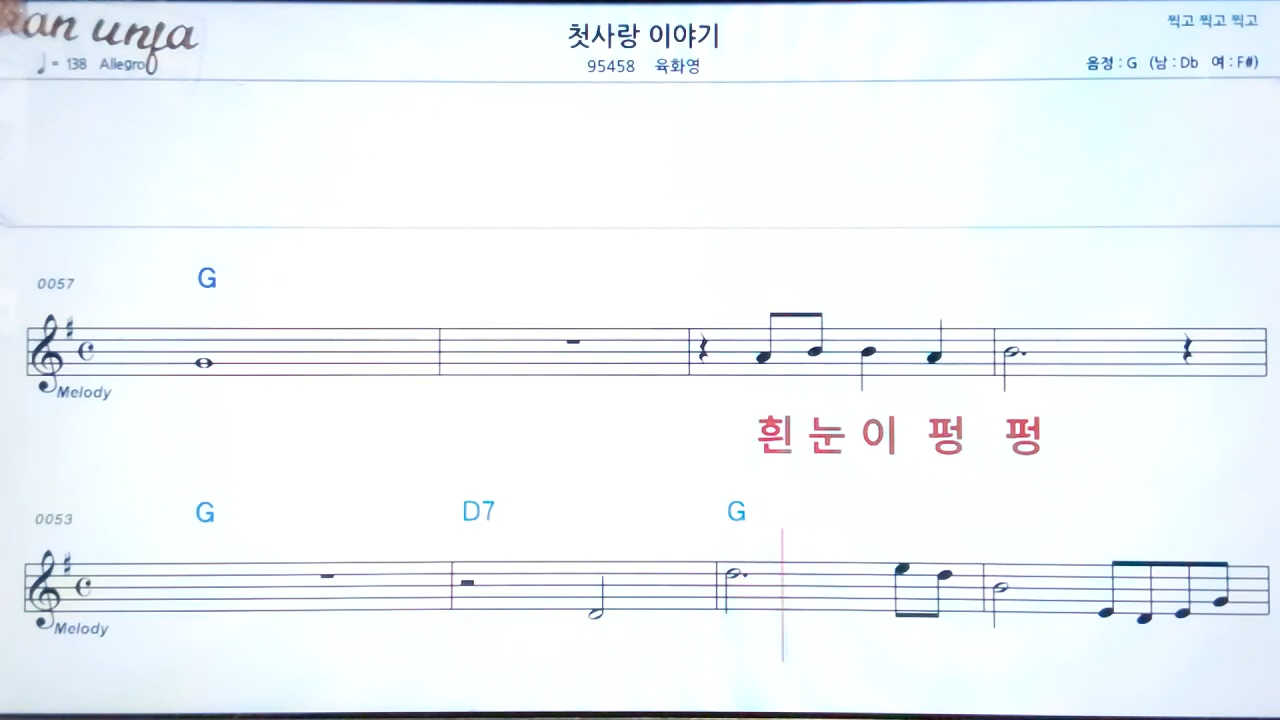 an unja
첫사랑 이야기
찍고 찍고 찍고
♩= 138 Allegro
95458 육화영
음정 : G (남 : Db 여 : F#)
0057 G
Melody
흰 눈 이 펑 펑
0053 G D7 G
Melody